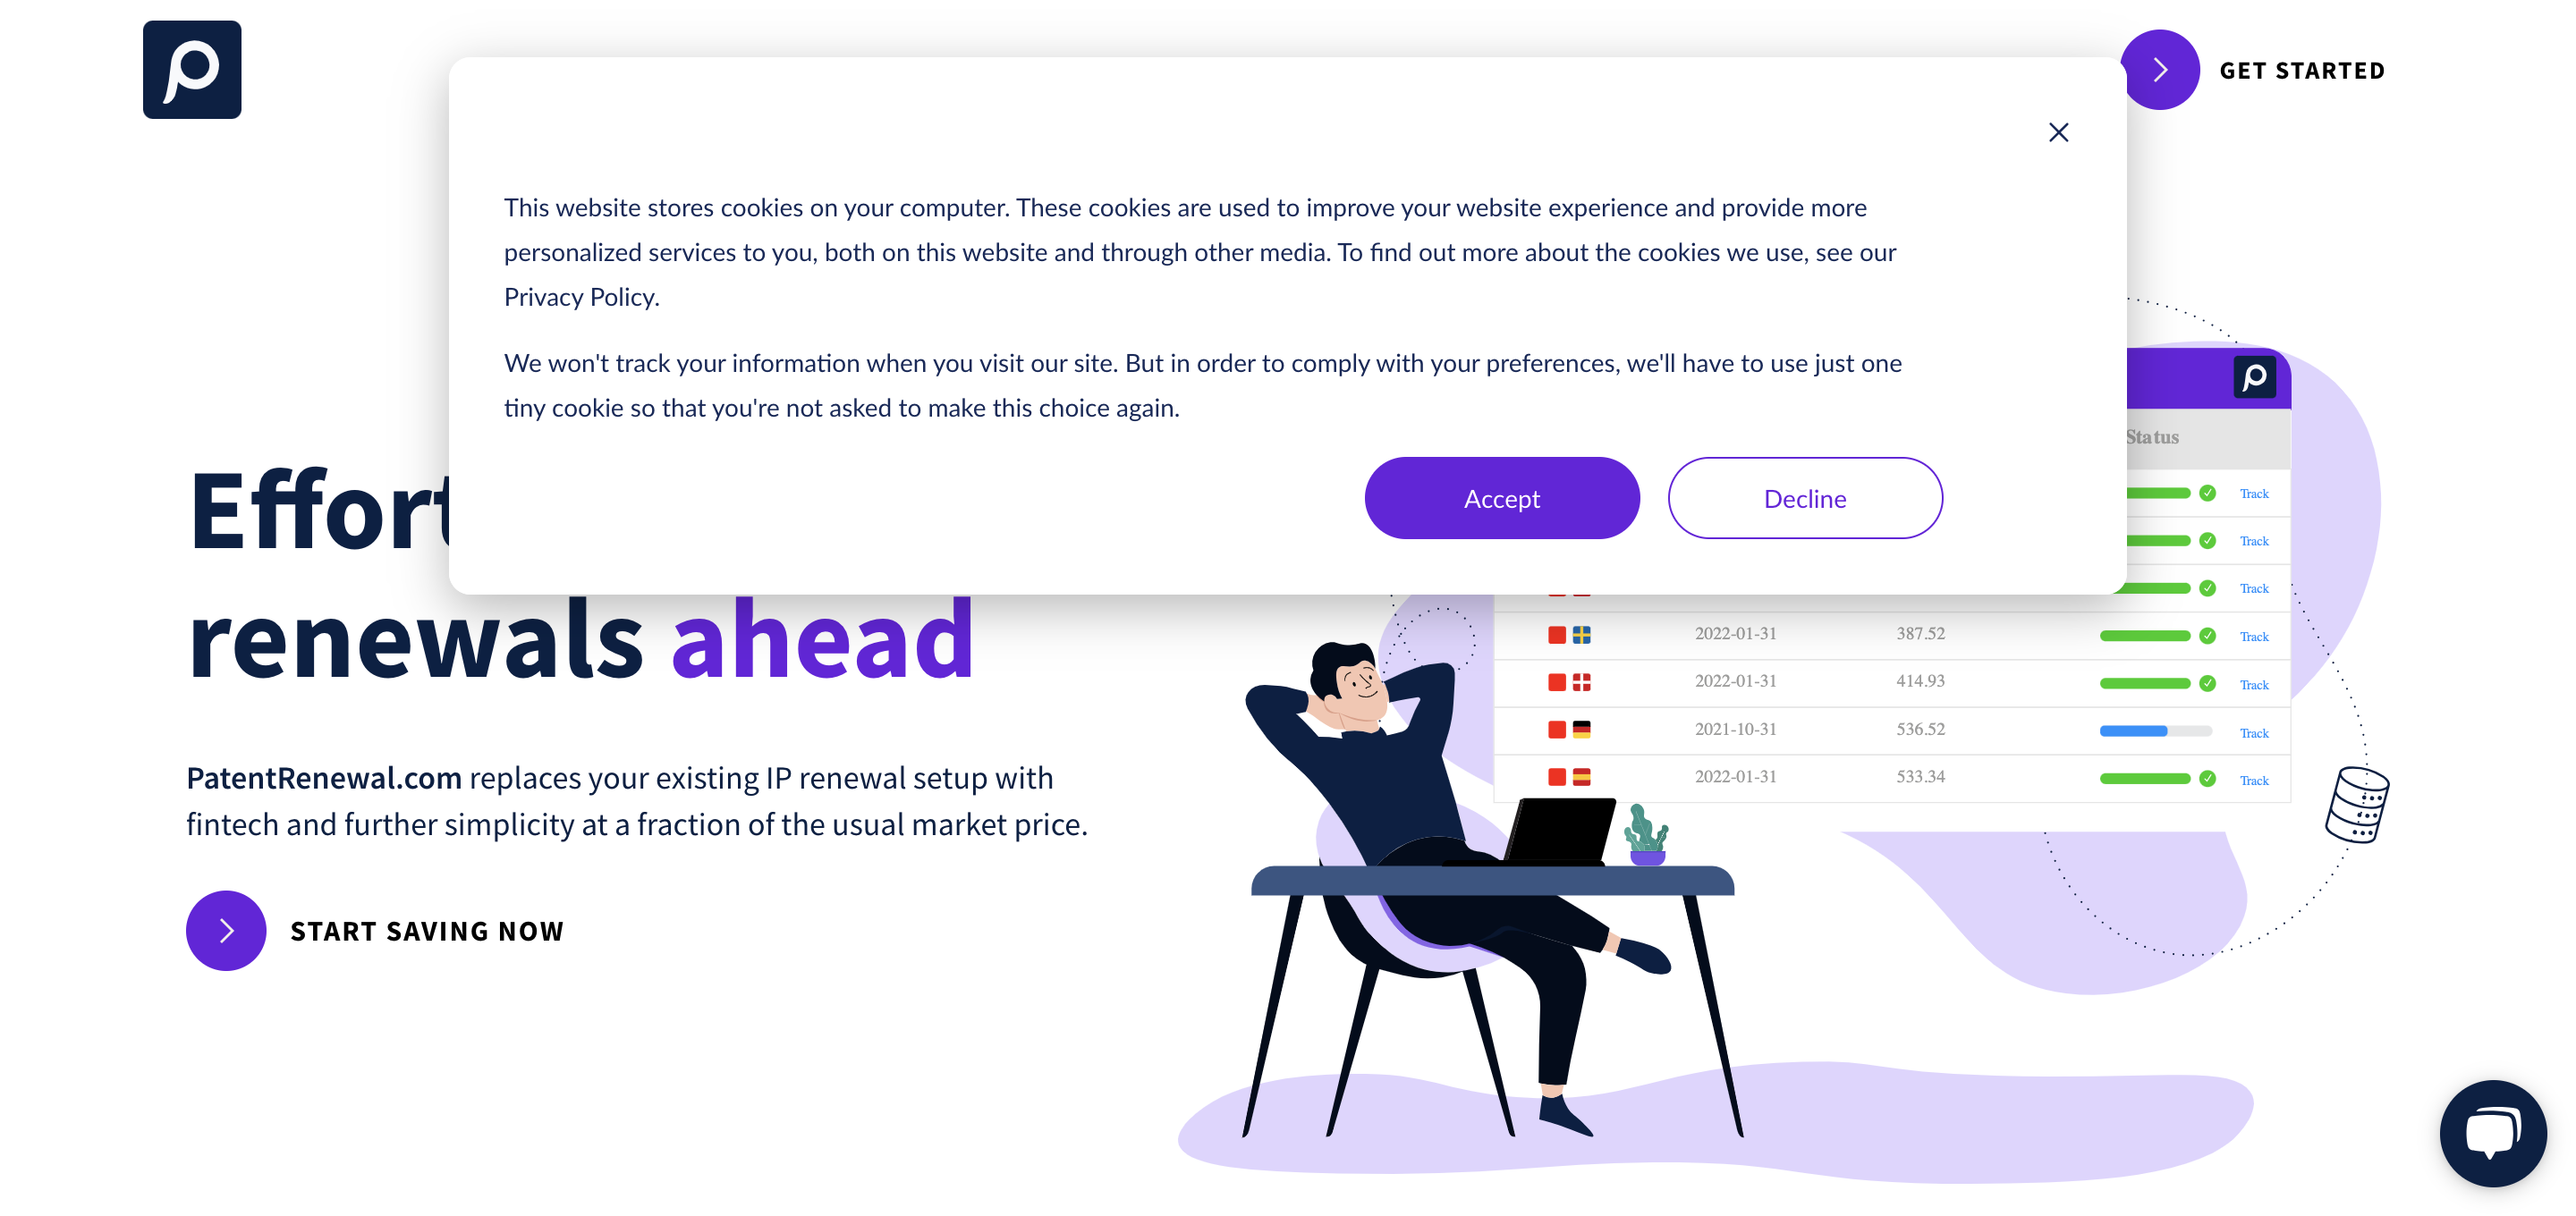 GET STARTED
This website stores cookies on your computer. These cookies are used to improve your website experience and provide more
personalized services to you, both on this website and through other media. To find out more about the cookies we use, see our
Privacy Policy.
We won't track your information when you visit our site. But in order to comply with your preferences, we'll have to use just one
tiny cookie so that you're not asked to make this choice again.
Accept Decline
Status
Track
Track
Track
2022-01-31 387.52 Track
2022-01-31 414.93 Track
2021-10-31 536.52 Track
2022-01-31 533.34 Track
renewals ahead
PatentRenewal.com replaces your existing IP renewal setup with
fintech and further simplicity at a fraction of the usual market price.
START SAVING NOW